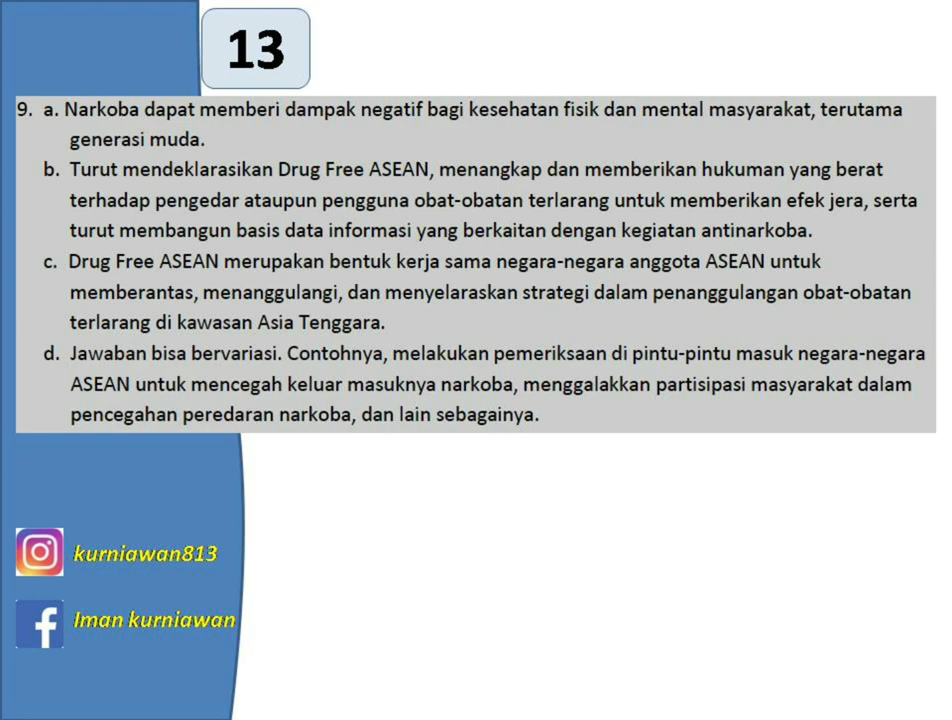 13
9. a. Narkoba dapat memberi dampak negatif bagi kesehatan fisik dan mental masyarakat, terutama
generasi muda.
b. Turut mendeklarasikan Drug Free ASEAN, menangkap dan memberikan hukuman yang berat
terhadap pengedar ataupun pengguna obat-obatan terlarang untuk memberikan efek jera, serta
turut membangun basis data informasi yang berkaitan dengan kegiatan antinarkoba.
c. Drug Free ASEAN merupakan bentuk kerja sama negara-negara anggota ASEAN untuk
memberantas, menanggulangi, dan menyelaraskan strategi dalam penanggulangan obat-obatan
terlarang di kawasan Asia Tenggara.
d. Jawaban bisa bervariasi. Contohnya, melakukan pemeriksaan di pintu-pintu masuk negara-negara
ASEAN untuk mencegah keluar masuknya narkoba, menggalakkan partisipasi masyarakat dalam
pencegahan peredaran narkoba, dan lain sebagainya.
kurniawan813
Iman kurniawan